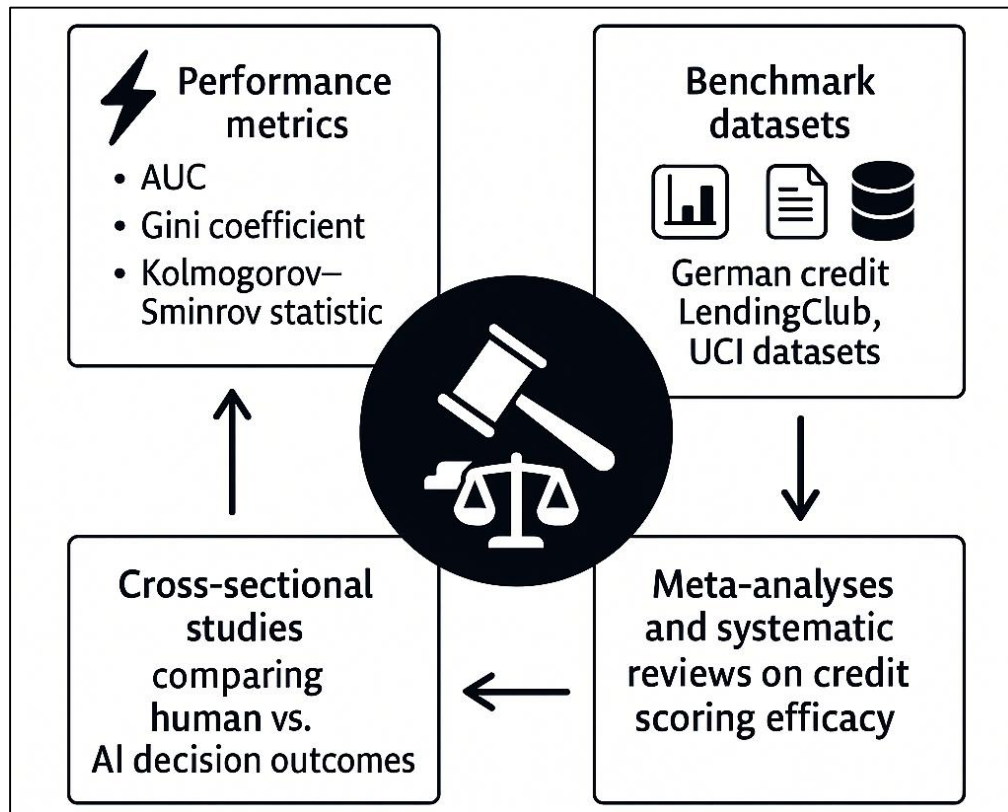 Performance
metrics
• AUC
• Gini coefficient
• Kolmogorov–
Sminrov statistic
Benchmark
datasets
German credit
LendingClub,
UCI datasets
Cross-sectional
studies
comparing
human vs.
AI decision outcomes
Meta-analyses
and systematic
reviews on credit
scoring efficacy